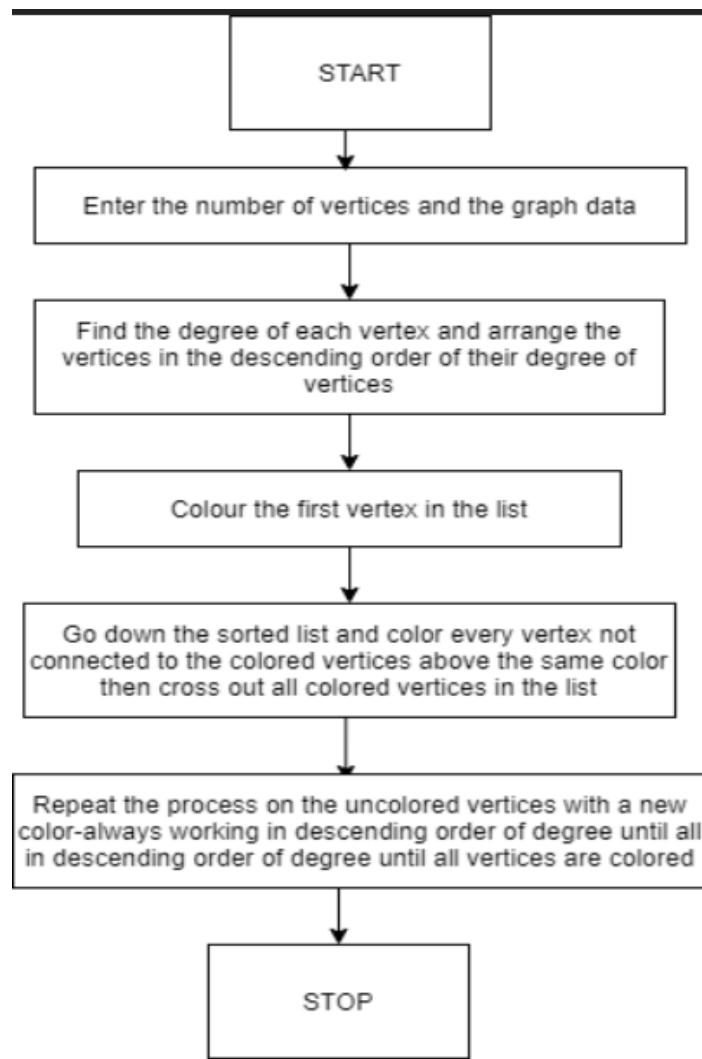 START
Enter the number of vertices and the graph data
Find the degree of each vertex and arrange the
vertices in the descending order of their degree of
vertices
Colour the first vertex in the list
Go down the sorted list and color every vertex not
connected to the colored vertices above the same color
then cross out all colored vertices in the list
Repeat the process on the uncolored vertices with a new
color-always working in descending order of degree until all
in descending order of degree until all vertices are colored
STOP